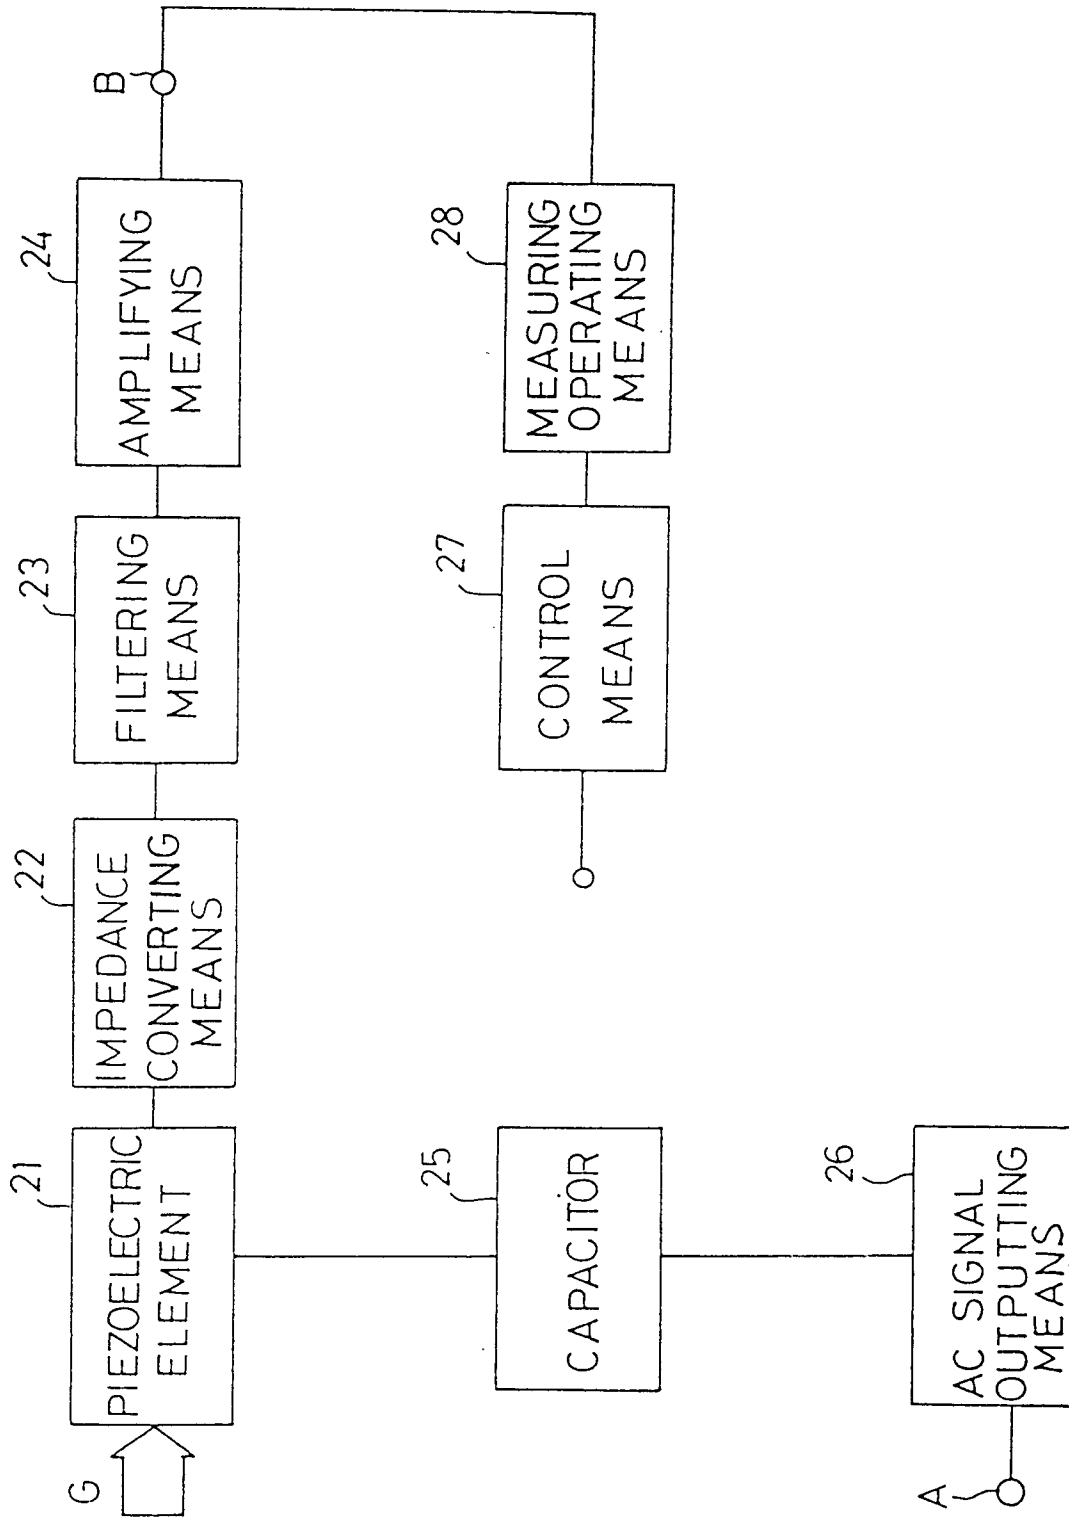 G
21
PIEZOELECTRIC
ELEMENT
22
IMPEDANCE
CONVERTING
MEANS
23
FILTERING
MEANS
24
AMPLIFYING
MEANS
B
25
CAPACITOR
27
CONTROL
MEANS
28
MEASURING
OPERATING
MEANS
26
AC SIGNAL
OUTPUTTING
MEANS
A